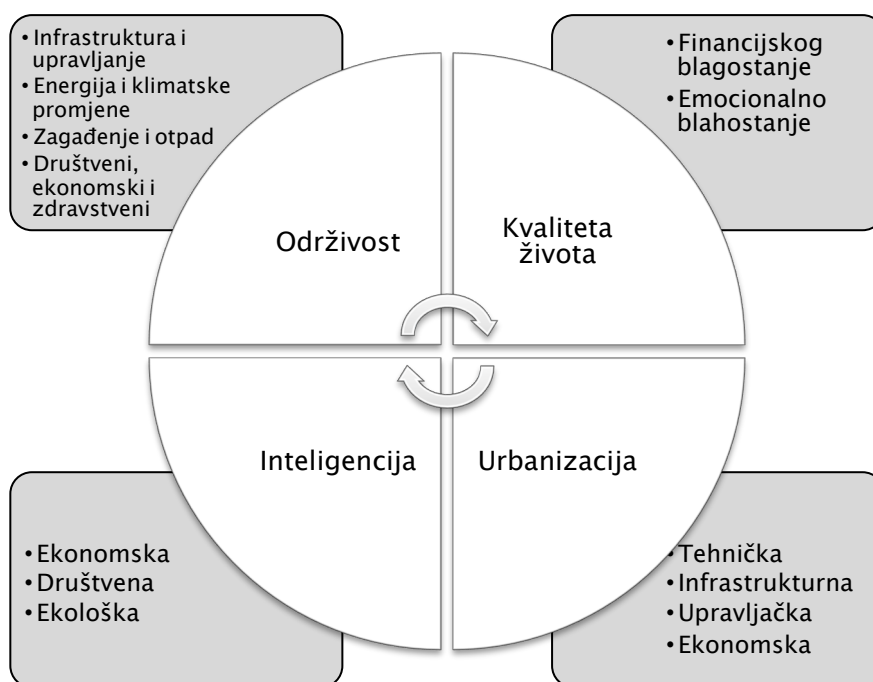 • Infrastruktura i
upravljanje
• Energija i klimatske
promjene
• Zagađenje i otpad
• Društveni,
ekonomski i
zdravstveni
• Financijskog
blagostanje
• Emocionalno
blahostanje
Održivost
Kvaliteta
života
Inteligencija
Urbanizacija
• Ekonomska
• Društvena
• Ekološka
• Tehnička
• Infrastrukturna
• Upravljačka
• Ekonomska